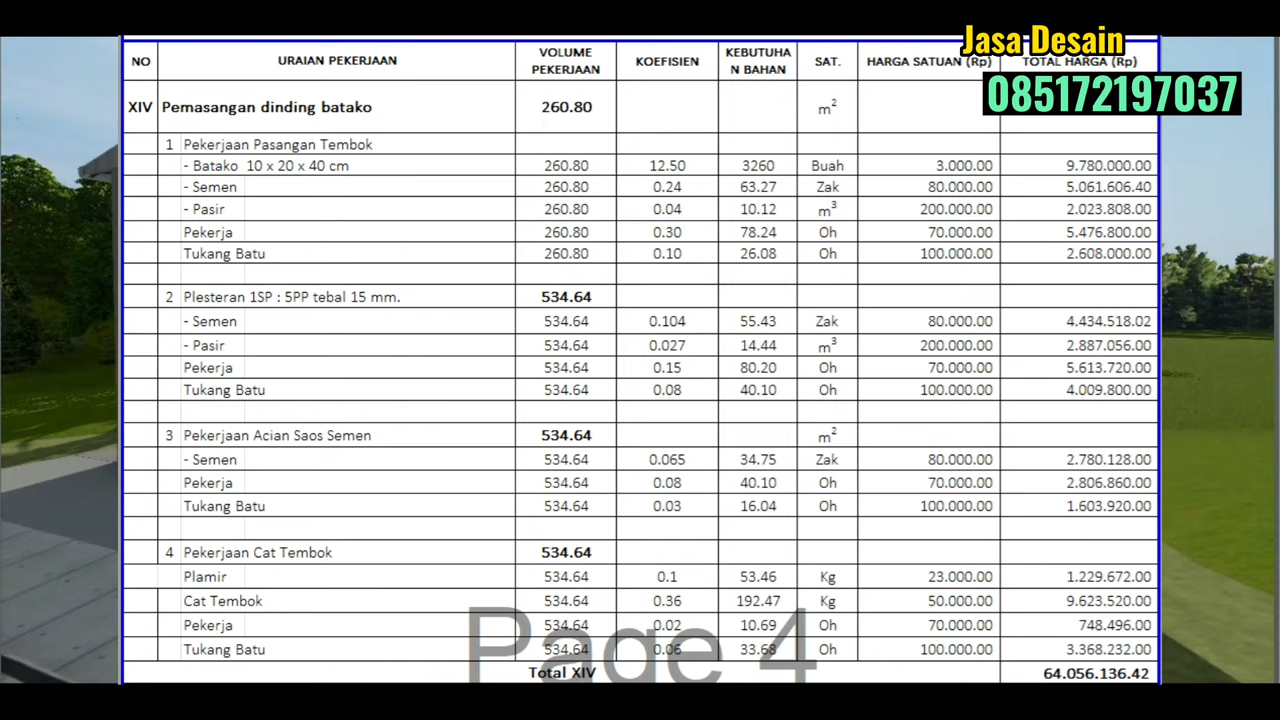 Jasa Desain
085172197037
NO URAIAN PEKERJAAN VOLUME PEKERJAAN KOEFISIEN KEBUTUHA N BAHAN SAT. HARGA SATUAN (Rp) TOTAL HARGA (Rp)
XIV Pemasangan dinding batako 260.80 m²
1 Pekerjaan Pasangan Tembok
- Batako 10 x 20 x 40 cm 260.80 12.50 3260 Buah 3.000.00 9.780.000.00
- Semen 260.80 0.24 63.27 Zak 80.000.00 5.061.606.40
- Pasir 260.80 0.04 10.12 m³ 200.000.00 2.023.808.00
Pekerja 260.80 0.30 78.24 Oh 70.000.00 5.476.800.00
Tukang Batu 260.80 0.10 26.08 Oh 100.000.00 2.608.000.00
2 Plesteran 1SP : 5PP tebal 15 mm. 534.64
- Semen 534.64 0.104 55.43 Zak 80.000.00 4.434.518.02
- Pasir 534.64 0.027 14.44 m³ 200.000.00 2.887.056.00
Pekerja 534.64 0.15 80.20 Oh 70.000.00 5.613.720.00
Tukang Batu 534.64 0.08 40.10 Oh 100.000.00 4.009.800.00
3 Pekerjaan Acian Saos Semen 534.64 m²
- Semen 534.64 0.065 34.75 Zak 80.000.00 2.780.128.00
Pekerja 534.64 0.08 40.10 Oh 70.000.00 2.806.860.00
Tukang Batu 534.64 0.03 16.04 Oh 100.000.00 1.603.920.00
4 Pekerjaan Cat Tembok 534.64
Plamir 534.64 0.1 53.46 Kg 23.000.00 1.229.672.00
Cat Tembok 534.64 0.36 192.47 Kg 50.000.00 9.623.520.00
Pekerja 534.64 0.02 10.69 Oh 70.000.00 748.496.00
Tukang Batu 534.64 0.06 33.68 Oh 100.000.00 3.368.232.00
Total XIV 64.056.136.42
Page 4